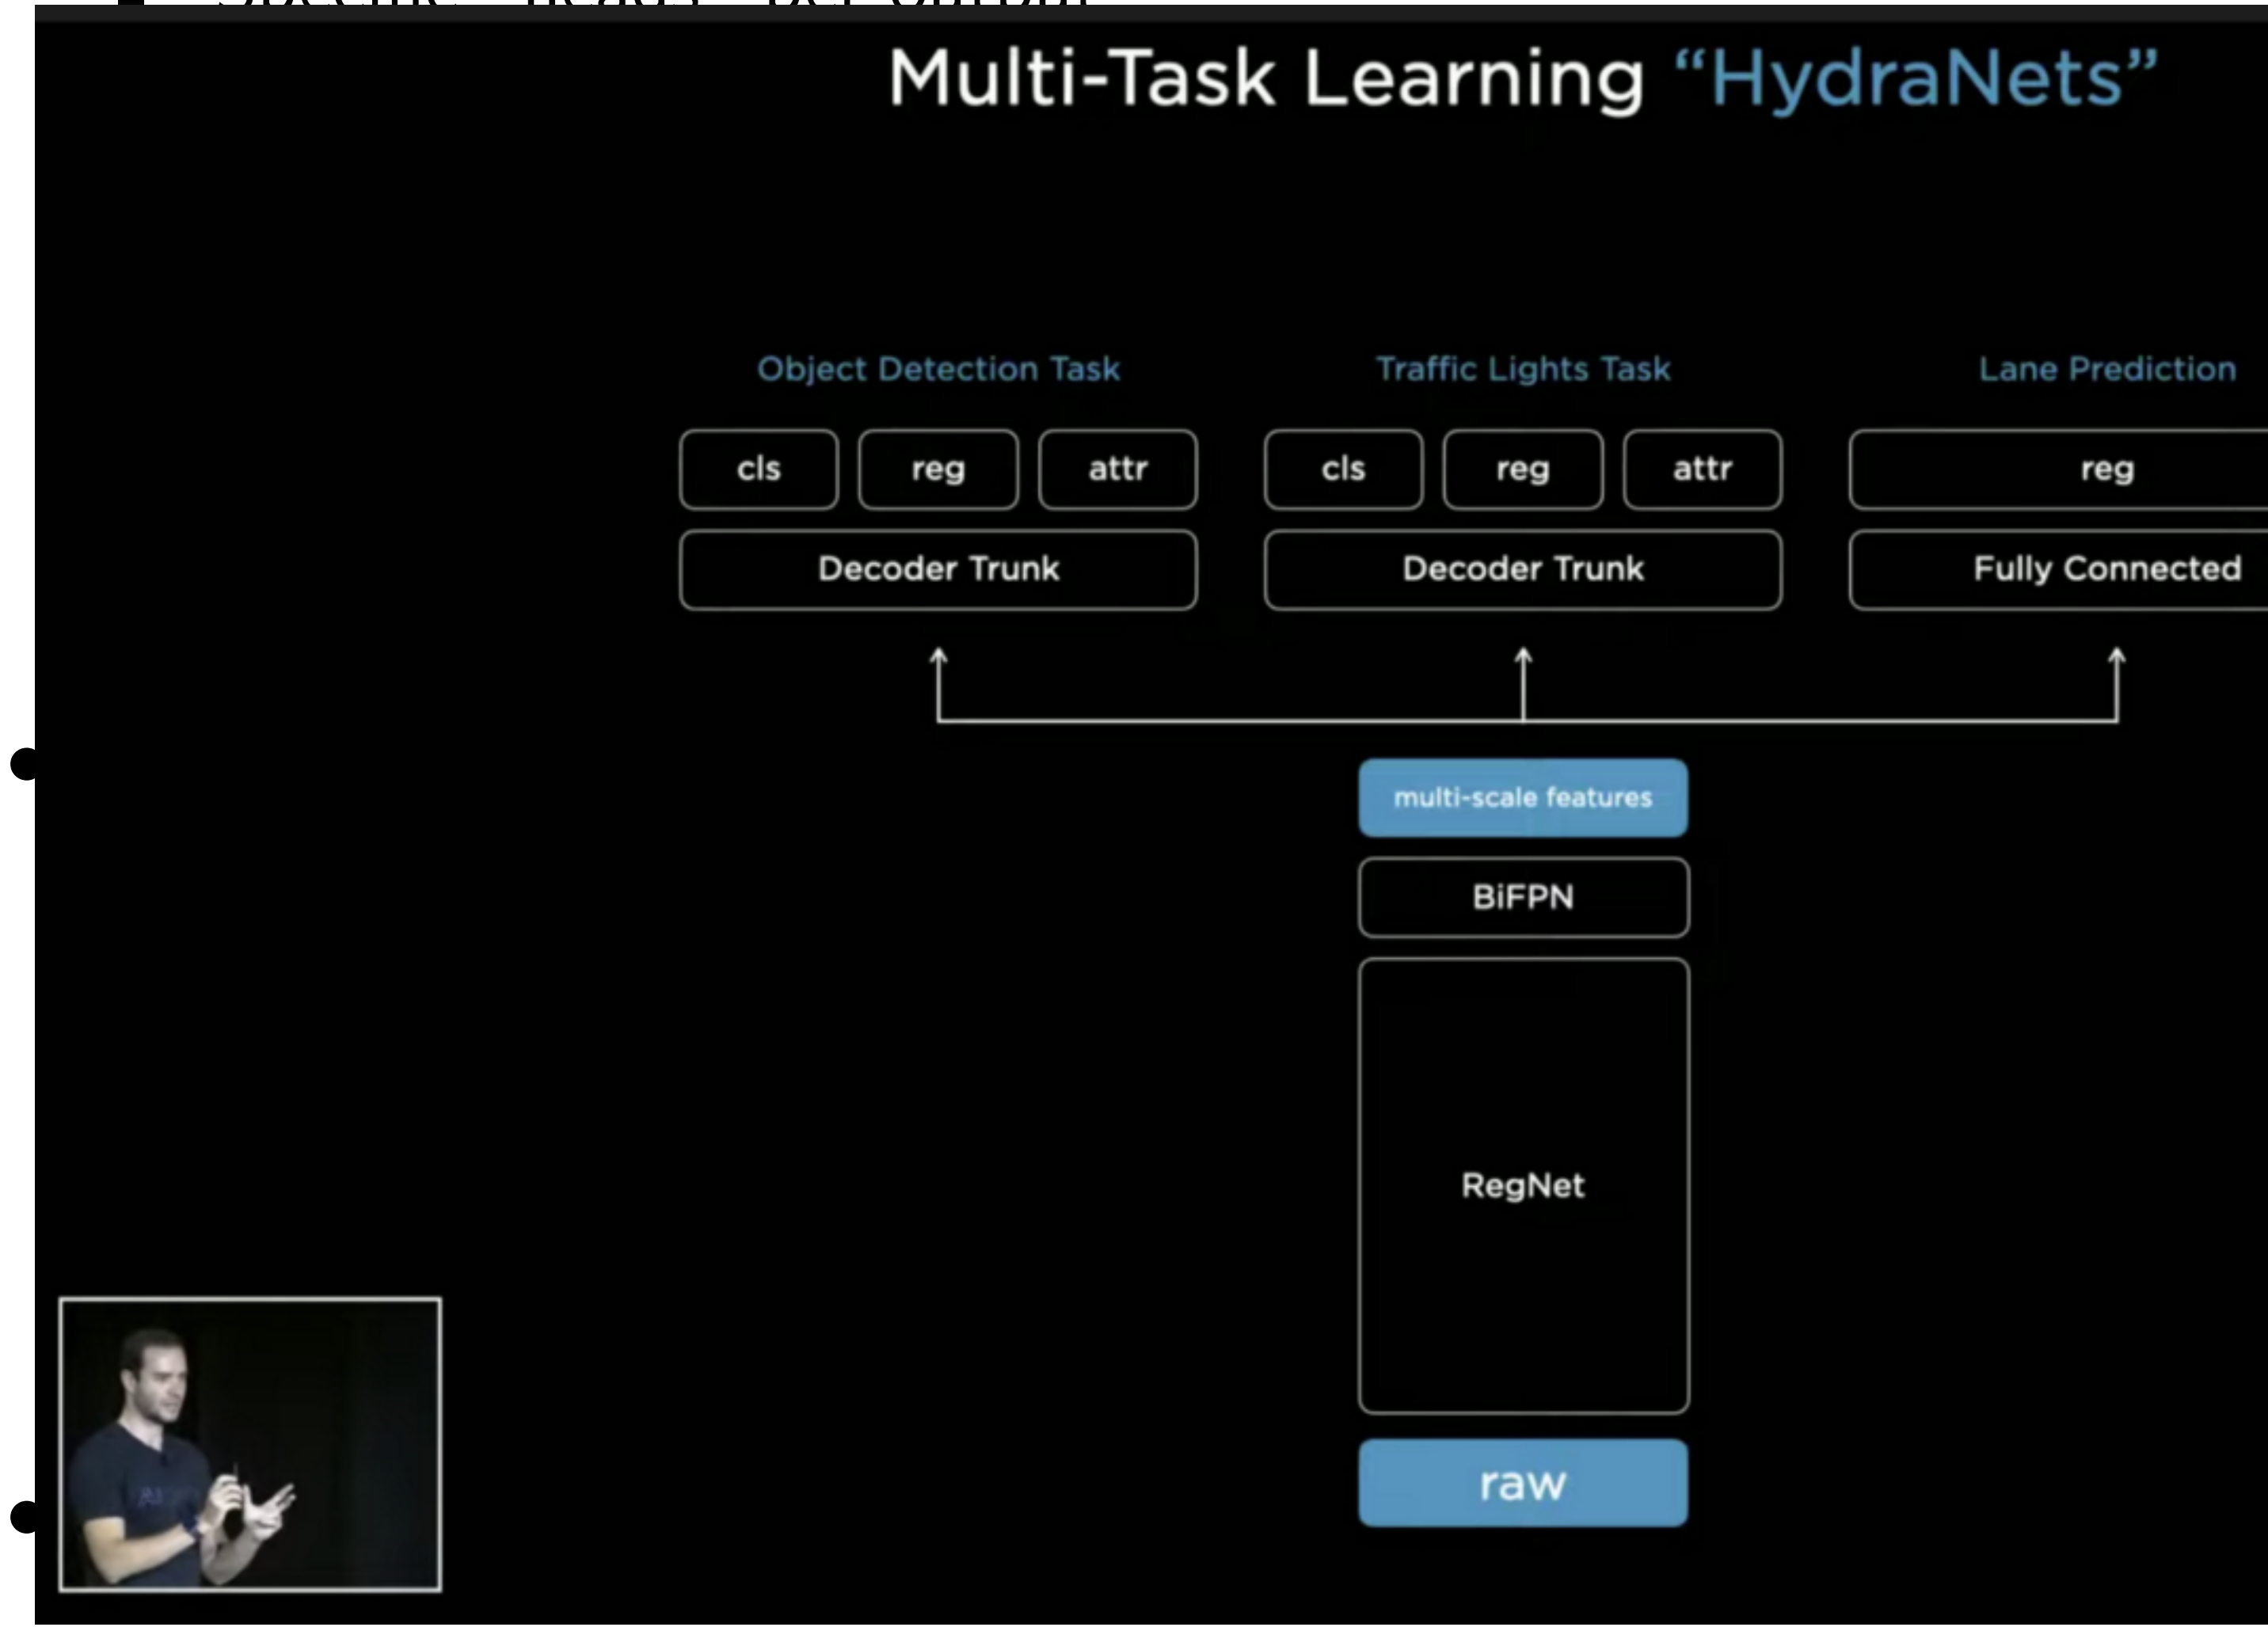 Multi-Task Learning “HydraNets”
Object Detection Task
Traffic Lights Task
Lane Prediction
cls reg attr
cls reg attr
reg
Decoder Trunk
Decoder Trunk
Fully Connected
multi-scale features
BiFPN
RegNet
raw